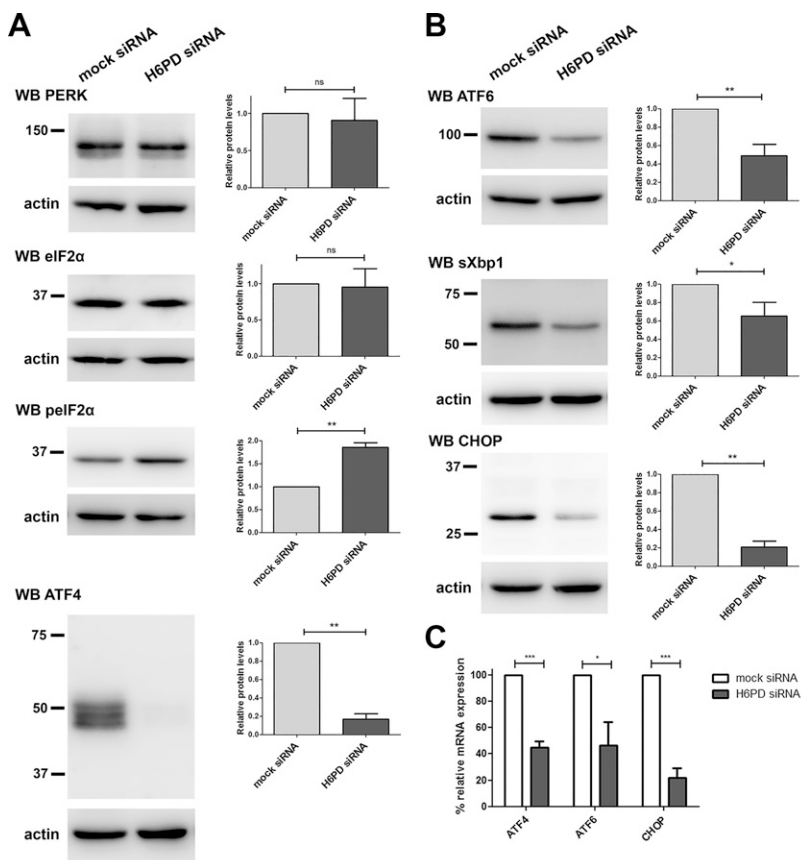 A
mock siRNA
H6PD siRNA
WB PERK
150
actin
ns
Relative protein levels
1.0
0.5
0.0
mock siRNA
H6PD siRNA
WB eIF2α
37
actin
ns
Relative protein levels
1.0
0.5
0.0
mock siRNA
H6PD siRNA
WB peIF2α
37
actin
**
Relative protein levels
2.0
1.5
1.0
0.5
0.0
mock siRNA
H6PD siRNA
WB ATF4
75
50
37
actin
**
Relative protein levels
1.0
0.8
0.6
0.4
0.2
0.0
mock siRNA
H6PD siRNA
B
mock siRNA
H6PD siRNA
WB ATF6
100
actin
**
Relative protein levels
1.0
0.8
0.6
0.4
0.2
0.0
mock siRNA
H6PD siRNA
WB sXbp1
75
50
actin
*
Relative protein levels
1.0
0.8
0.6
0.4
0.2
0.0
mock siRNA
H6PD siRNA
WB CHOP
37
25
actin
**
Relative protein levels
1.0
0.8
0.6
0.4
0.2
0.0
mock siRNA
H6PD siRNA
C
% relative mRNA expression
100
80
60
40
20
0
***
*
***
ATF4
ATF6
CHOP
mock siRNA
H6PD siRNA